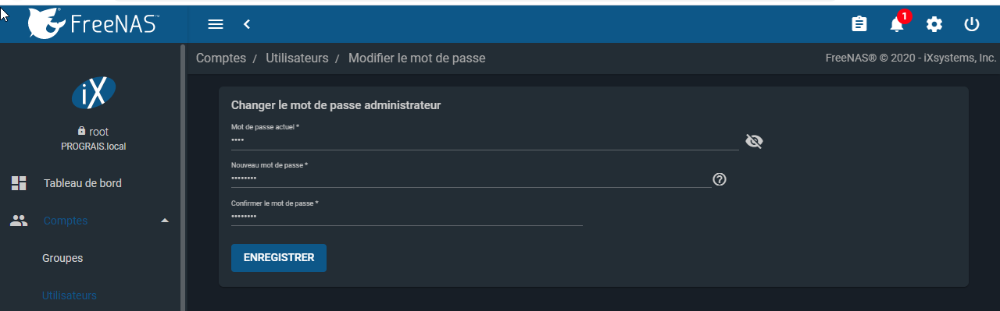 FreeNAS™
1
Comptes / Utilisateurs / Modifier le mot de passe
FreeNAS® © 2020 - iXsystems, Inc.
iX
root
PROGRAIS.local
Tableau de bord
Comptes
Groupes
Utilisateurs
Changer le mot de passe administrateur
Mot de passe actuel *
••••
Nouveau mot de passe *
••••••••
Confirmer le mot de passe *
••••••••
ENREGISTRER